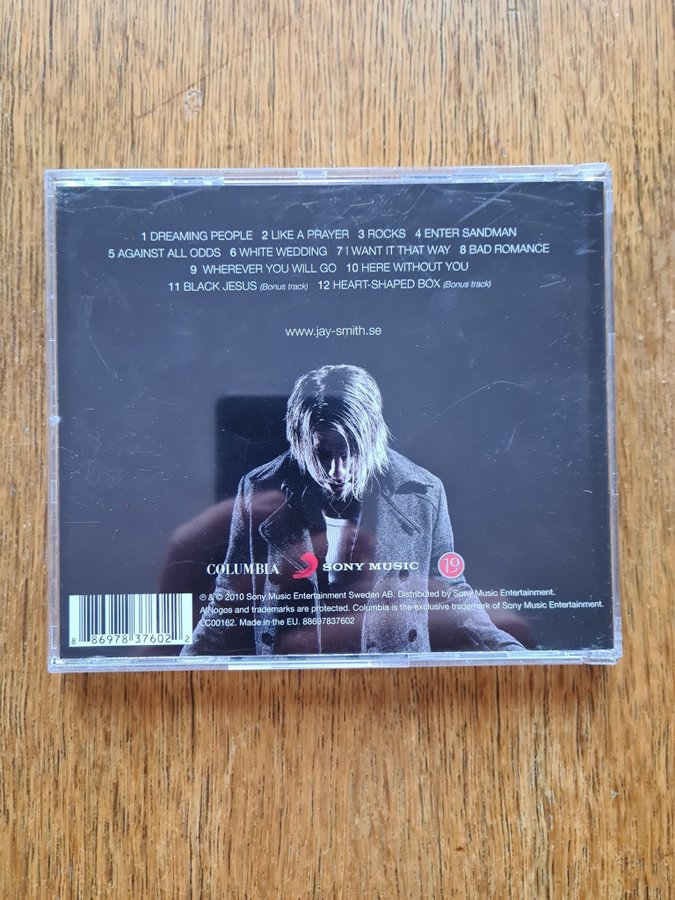 1 DREAMING PEOPLE 2 LIKE A PRAYER 3 ROCKS 4 ENTER SANDMAN
5 AGAINST ALL ODDS 6 WHITE WEDDING 7 I WANT IT THAT WAY 8 BAD ROMANCE
9 WHEREVER YOU WILL GO 10 HERE WITHOUT YOU
11 BLACK JESUS (Bonus track) 12 HEART-SHAPED BOX (Bonus track)
www.jay-smith.se
COLUMBIA SONY MUSIC 19
℗ & © 2010 Sony Music Entertainment Sweden AB. Distributed by Sony Music Entertainment.
All logos and trademarks are protected. Columbia is the exclusive trademark of Sony Music Entertainment.
LC00162. Made in the EU. 88697837602
8 86978 37602 2